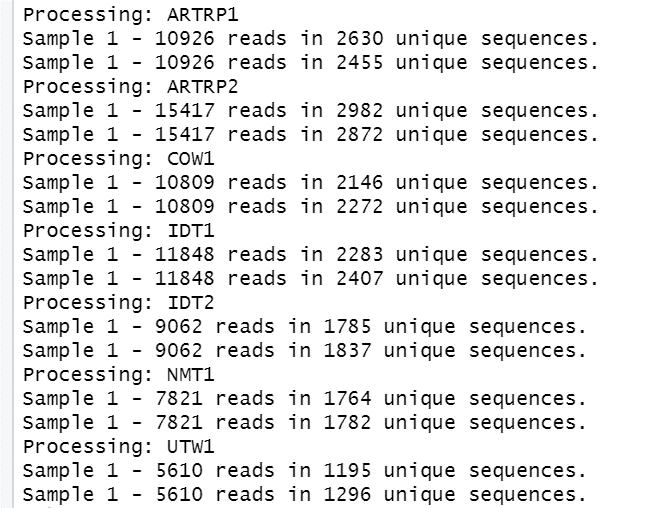 Processing: ARTRP1
Sample 1 - 10926 reads in 2630 unique sequences.
Sample 1 - 10926 reads in 2455 unique sequences.
Processing: ARTRP2
Sample 1 - 15417 reads in 2982 unique sequences.
Sample 1 - 15417 reads in 2872 unique sequences.
Processing: COW1
Sample 1 - 10809 reads in 2146 unique sequences.
Sample 1 - 10809 reads in 2272 unique sequences.
Processing: IDT1
Sample 1 - 11848 reads in 2283 unique sequences.
Sample 1 - 11848 reads in 2407 unique sequences.
Processing: IDT2
Sample 1 - 9062 reads in 1785 unique sequences.
Sample 1 - 9062 reads in 1837 unique sequences.
Processing: NMT1
Sample 1 - 7821 reads in 1764 unique sequences.
Sample 1 - 7821 reads in 1782 unique sequences.
Processing: UTW1
Sample 1 - 5610 reads in 1195 unique sequences.
Sample 1 - 5610 reads in 1296 unique sequences.